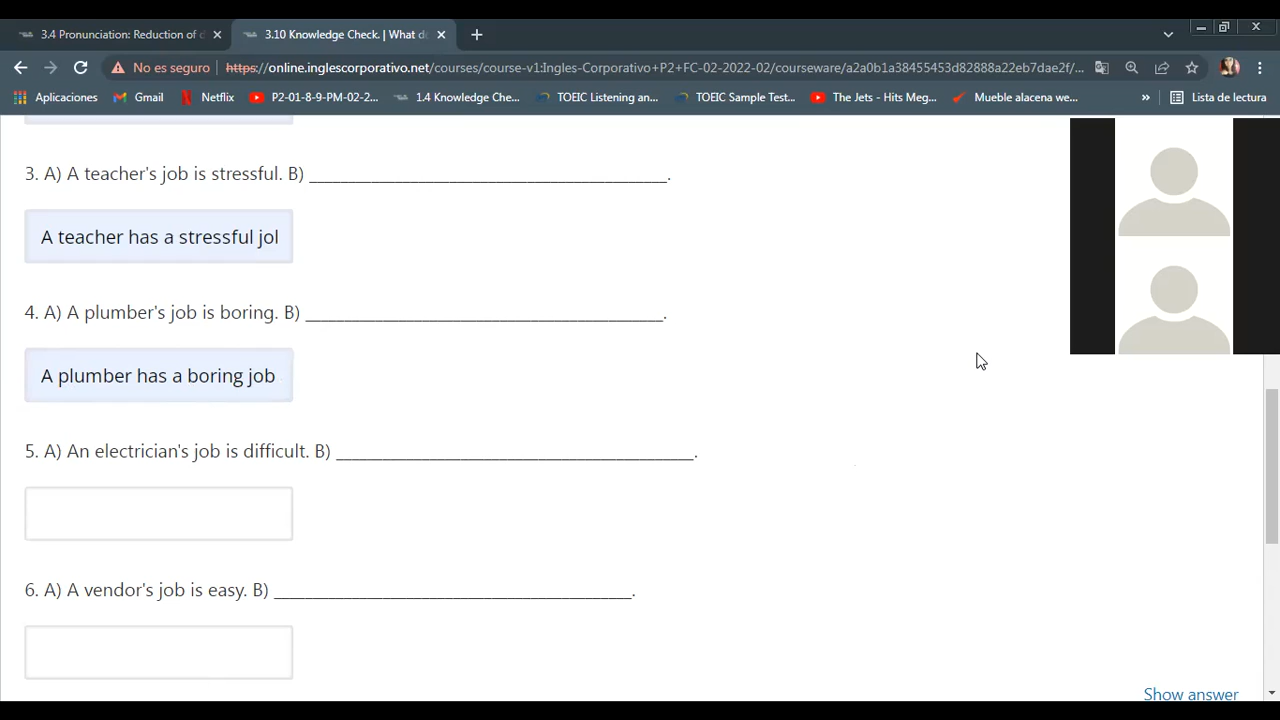 3.4 Pronunciation: Reduction of d
3.10 Knowledge Check. | What do
No es seguro
https://online.inglescorporativo.net/courses/course-v1:Ingles-Corporativo+P2+FC-02-2022-02/courseware/a2a0b1a38455453d82888a22eb7dae2f/...
Aplicaciones
Gmail
Netflix
P2-01-8-9-PM-02-2...
1.4 Knowledge Che...
TOEIC Listening an...
TOEIC Sample Test...
The Jets - Hits Meg...
Mueble alacena we...
»
Lista de lectura
3. A) A teacher's job is stressful. B) ________________________________________.
A teacher has a stressful jol
4. A) A plumber's job is boring. B) ________________________________________.
A plumber has a boring job
5. A) An electrician's job is difficult. B) ________________________________________.
6. A) A vendor's job is easy. B) ________________________________________.
Show answer